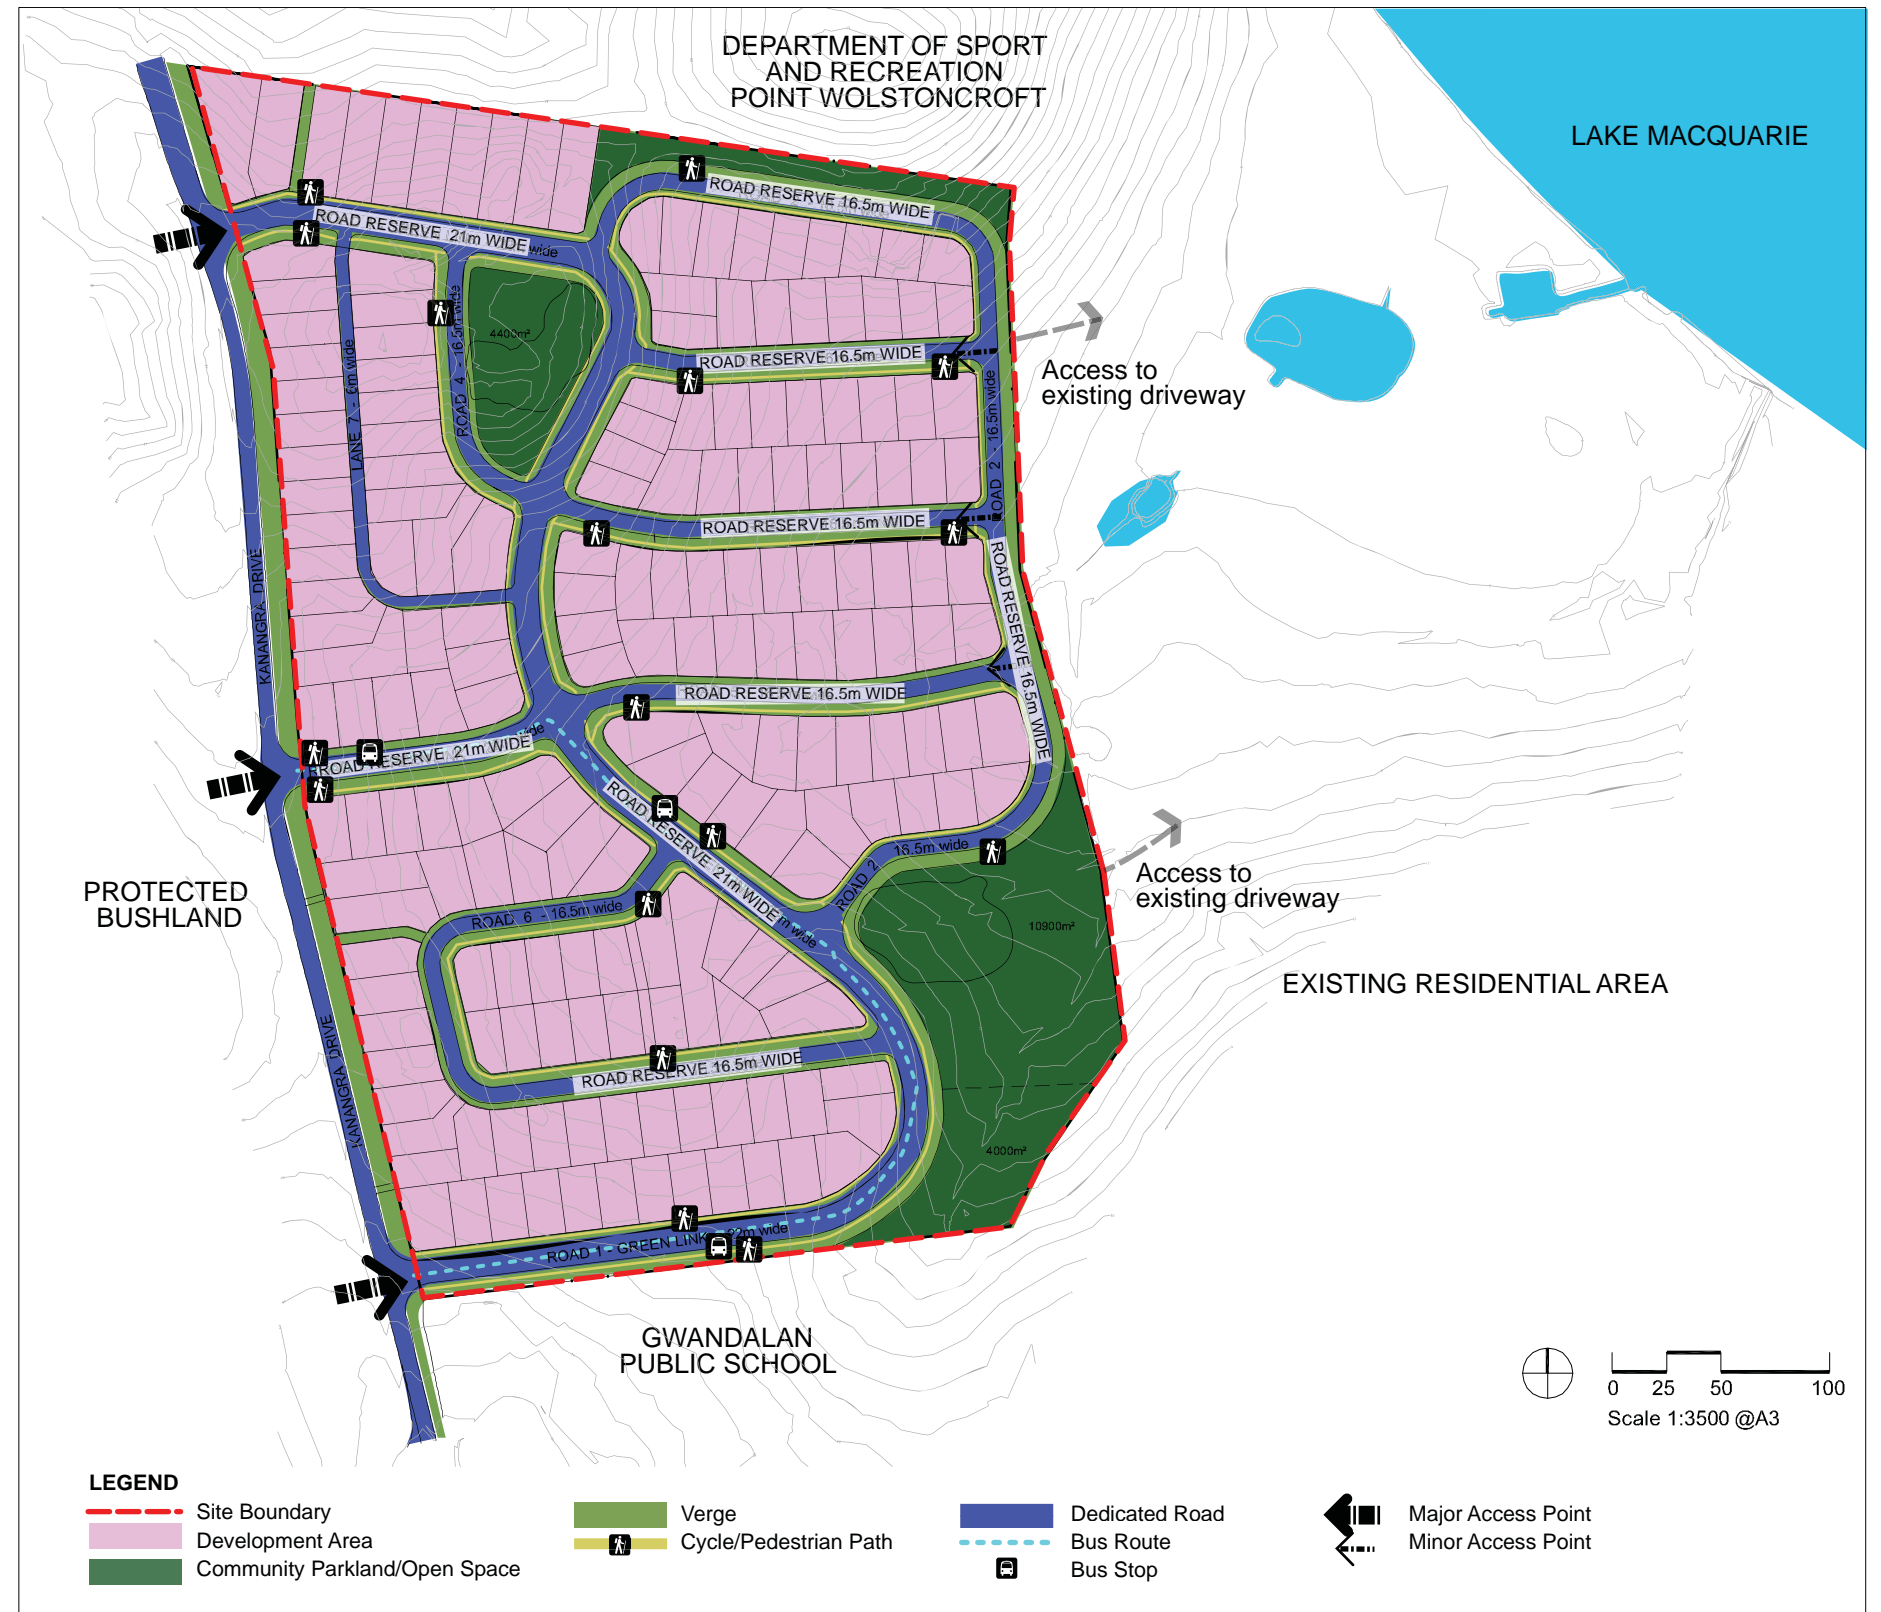 DEPARTMENT OF SPORT
AND RECREATION
POINT WOLSTONCROFT
LAKE MACQUARIE
ROAD RESERVE 16.5m WIDE
ROAD RESERVE 21m WIDE
wide
ROAD 4 - 16.5m wide
4400m²
LANE 7 - 6m wide
ROAD RESERVE 16.5m WIDE
Access to
existing driveway
ROAD 2 - 16.5m wide
ROAD RESERVE 16.5m WIDE
KANANGRA DRIVE
ROAD RESERVE 16.5m WIDE
ROAD RESERVE 16.5m WIDE
ROAD RESERVE 21m WIDE
wide
ROAD RESERVE 21m WIDE
m wide
ROAD 2
16.5m wide
Access to
existing driveway
PROTECTED
BUSHLAND
ROAD 6 - 16.5m wide
10900m²
EXISTING RESIDENTIAL AREA
KANANGRA DRIVE
ROAD RESERVE 16.5m WIDE
4000m²
ROAD 1 - GREEN LINK 22m wide
GWANDALAN
PUBLIC SCHOOL
0 25 50 100
Scale 1:3500 @A3
LEGEND
Site Boundary
Development Area
Community Parkland/Open Space
Verge
Cycle/Pedestrian Path
Dedicated Road
Bus Route
Bus Stop
Major Access Point
Minor Access Point